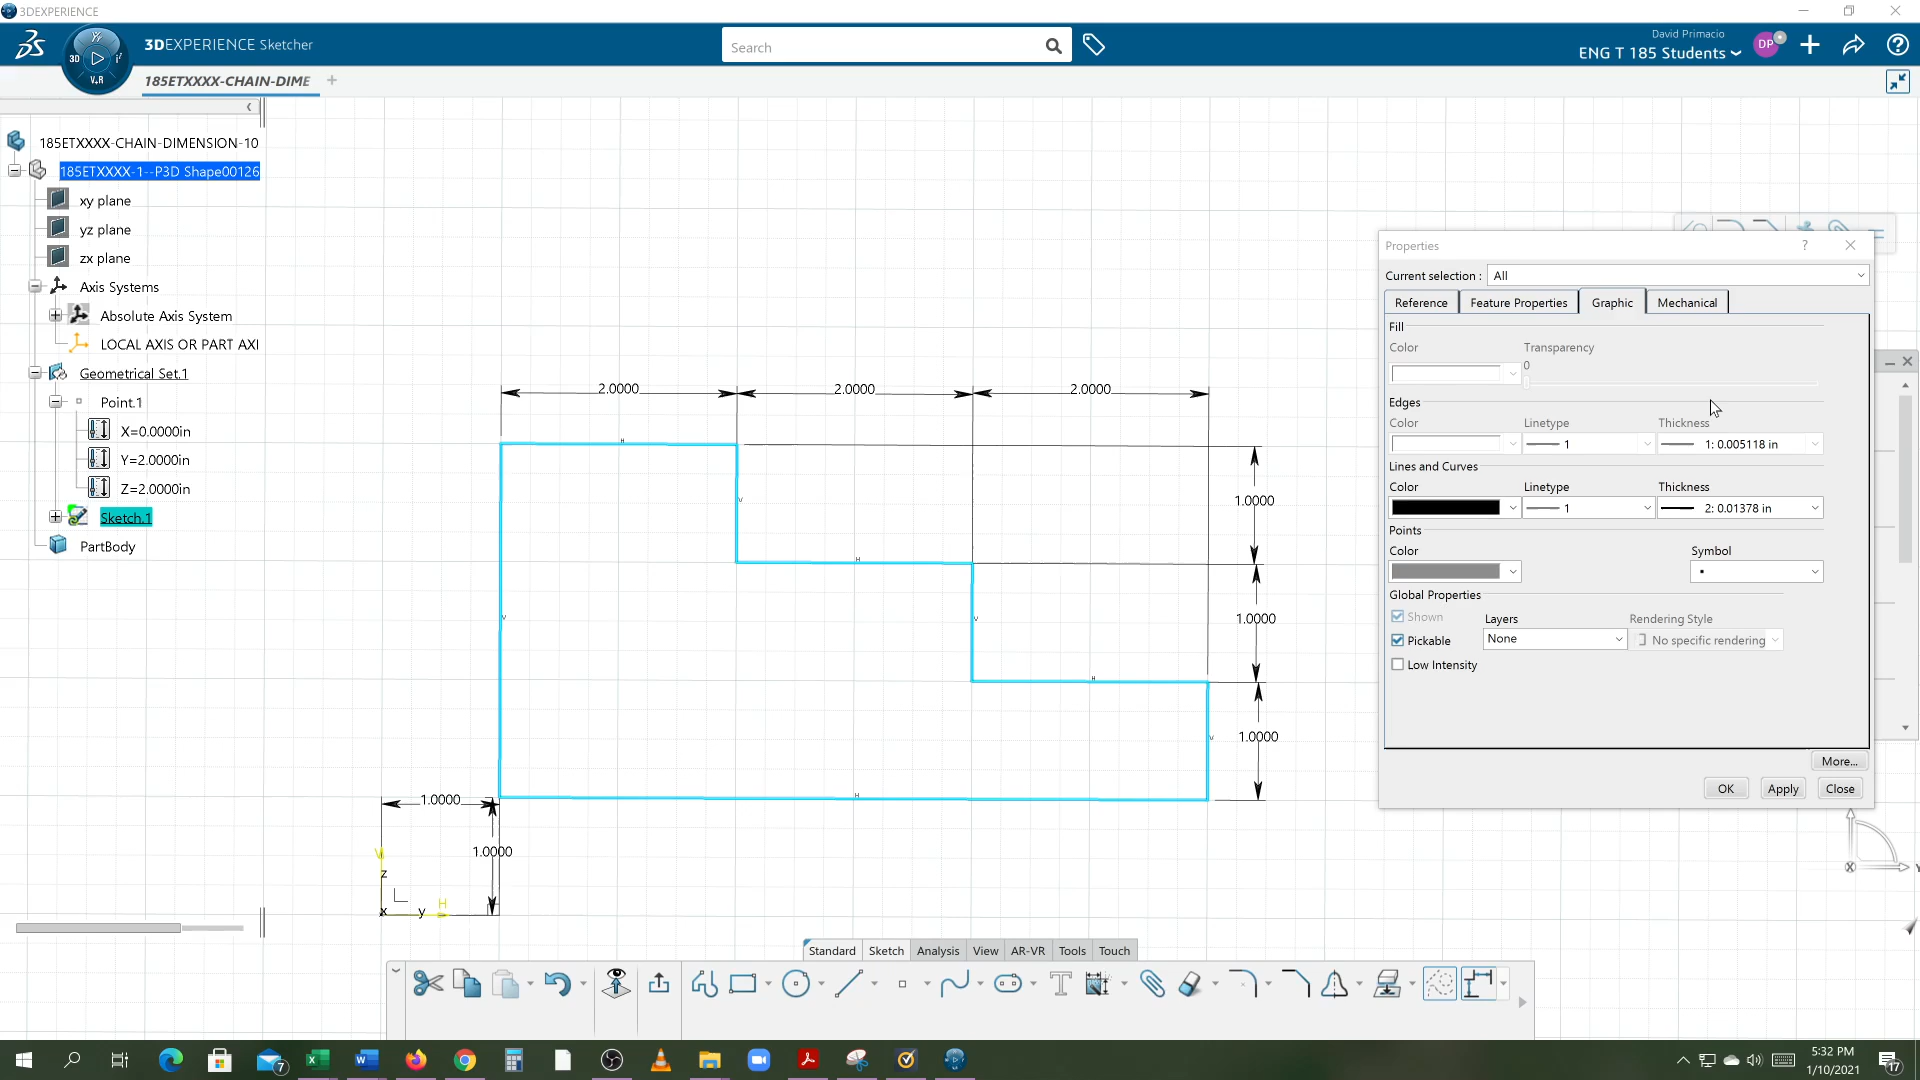 3DEXPERIENCE
3DEXPERIENCE Sketcher
Search
David Primacio
ENG T 185 Students
DP
3D
V.R
185ETXXXX-CHAIN-DIME
185ETXXXX-CHAIN-DIMENSION-10
185ETXXXX-1--P3D Shape00126
xy plane
yz plane
zx plane
Axis Systems
Absolute Axis System
LOCAL AXIS OR PART AXI
Geometrical Set.1
Point.1
X=0.0000in
Y=2.0000in
Z=2.0000in
Sketch.1
PartBody
2.0000 2.0000 2.0000
H
V
1.0000
H
V
V
1.0000
H
V
1.0000
H
1.0000
1.0000
V
z
H
x y
Properties
Current selection : All
Reference Feature Properties Graphic Mechanical
Fill
Color Transparency
0
Edges
Color Linetype Thickness
1 1: 0.005118 in
Lines and Curves
Color Linetype Thickness
1 2: 0.01378 in
Points
Color Symbol
Global Properties
Shown Layers Rendering Style
Pickable None No specific rendering
Low Intensity
More...
OK Apply Close
Standard Sketch Analysis View AR-VR Tools Touch
7
5:32 PM
1/10/2021
17